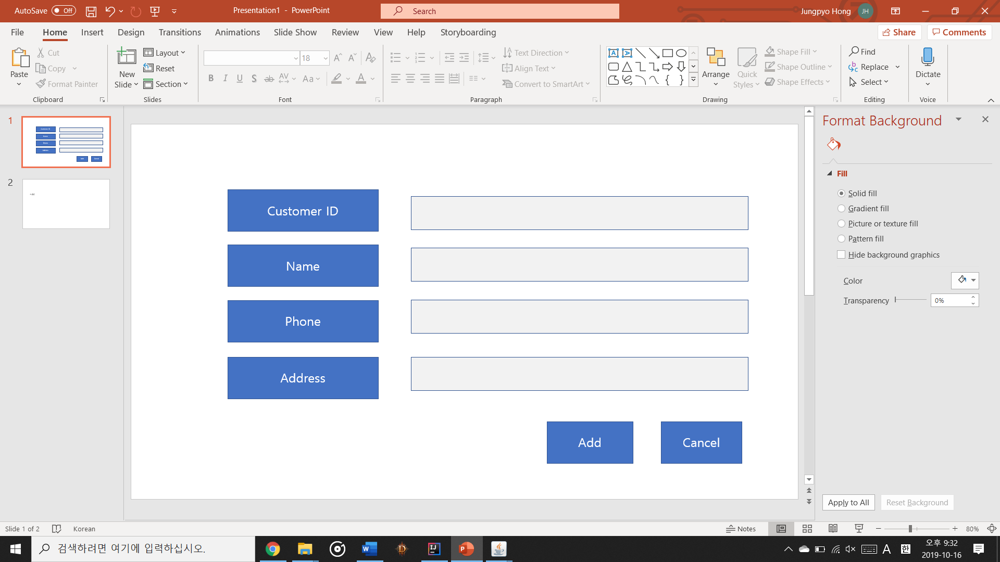 AutoSave Off
Presentation1 - PowerPoint
Search
Jungpyo Hong JH
File Home Insert Design Transitions Animations Slide Show Review View Help Storyboarding Share Comments
Paste
Cut
Copy
Format Painter
Clipboard
New Slide
Layout
Reset
Section
Slides
18
B I U S ab AV Aa A
Font
Text Direction
Align Text
Convert to SmartArt
Paragraph
Arrange
Quick Styles
Shape Fill
Shape Outline
Shape Effects
Drawing
Find
Replace
Select
Editing
Dictate
Voice
1
2
Customer ID
Name
Phone
Address
Add Cancel
Format Background
Fill
Solid fill
Gradient fill
Picture or texture fill
Pattern fill
Hide background graphics
Color
Transparency 0%
Apply to All Reset Background
Slide 1 of 2 Korean Notes 80%
검색하려면 여기에 입력하십시오.
A 한
오후 9:32
2019-10-16